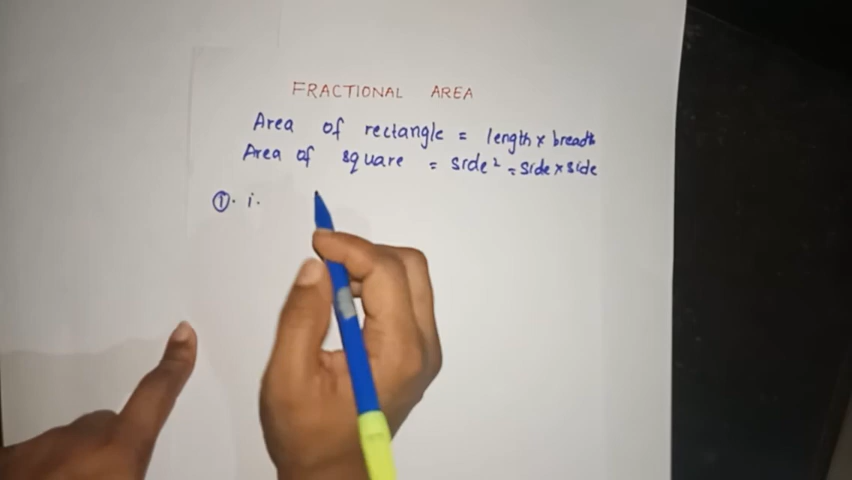 FRACTIONAL AREA
Area of rectangle = length x breadth
Area of square = side² = side x side
①. i.